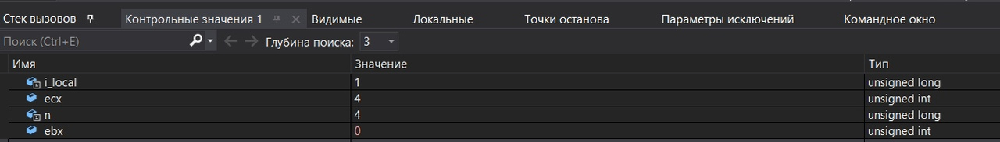 Стек вызовов Контрольные значения 1 Видимые Локальные Точки останова Параметры исключений Командное окно
Поиск (Ctrl+E) Глубина поиска: 3
Имя Значение Тип
i_local 1 unsigned long
ecx 4 unsigned int
n 4 unsigned long
ebx 0 unsigned int